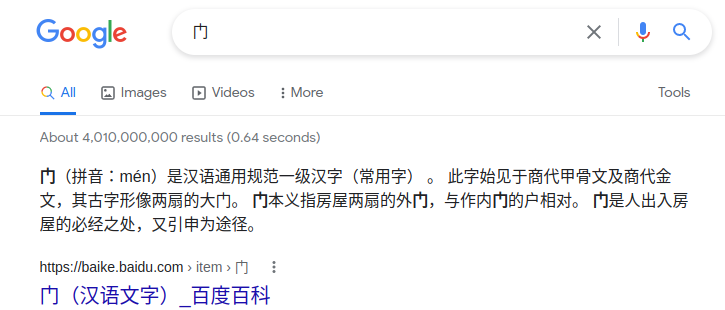 Google
门
All
Images
Videos
More
Tools
About 4,010,000,000 results (0.64 seconds)
门（拼音：mén）是汉语通用规范一级汉字（常用字） 。 此字始见于商代甲骨文及商代金
文，其古字形像两扇的大门。 门本义指房屋两扇的外门，与作内门的户相对。 门是人出入房
屋的必经之处，又引申为途径。
https://baike.baidu.com › item › 门
门（汉语文字）_百度百科